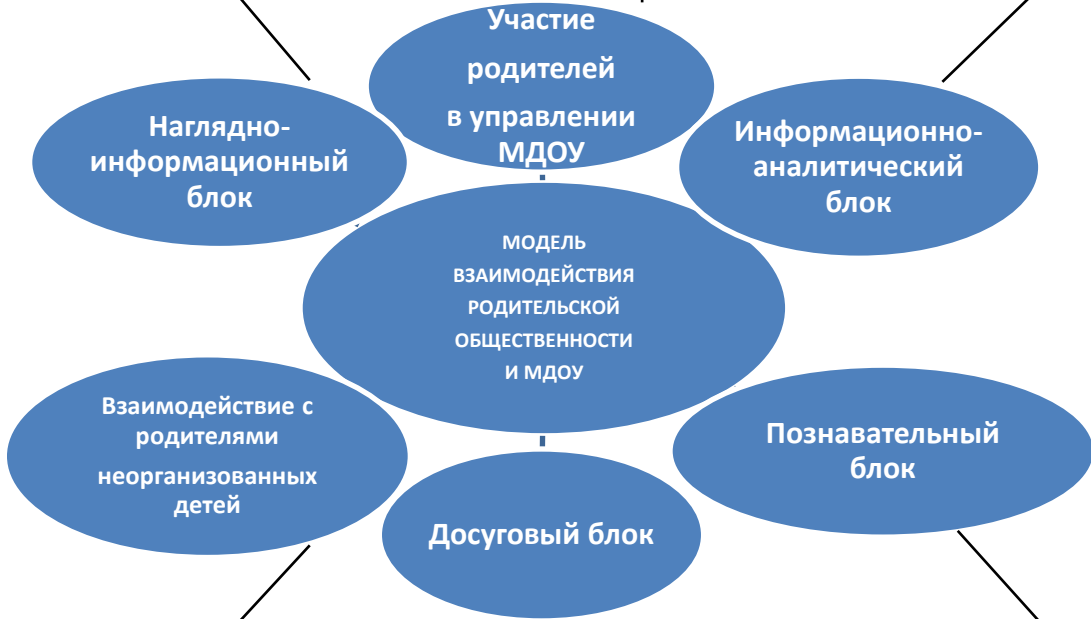 Участие
родителей
в управлении
МДОУ
Наглядно-
информационный
блок
Информационно-
аналитический
блок
МОДЕЛЬ
ВЗАИМОДЕЙСТВИЯ
РОДИТЕЛЬСКОЙ
ОБЩЕСТВЕННОСТИ
И МДОУ
Взаимодействие с
родителями
неорганизованных
детей
Познавательный
блок
Досуговый блок